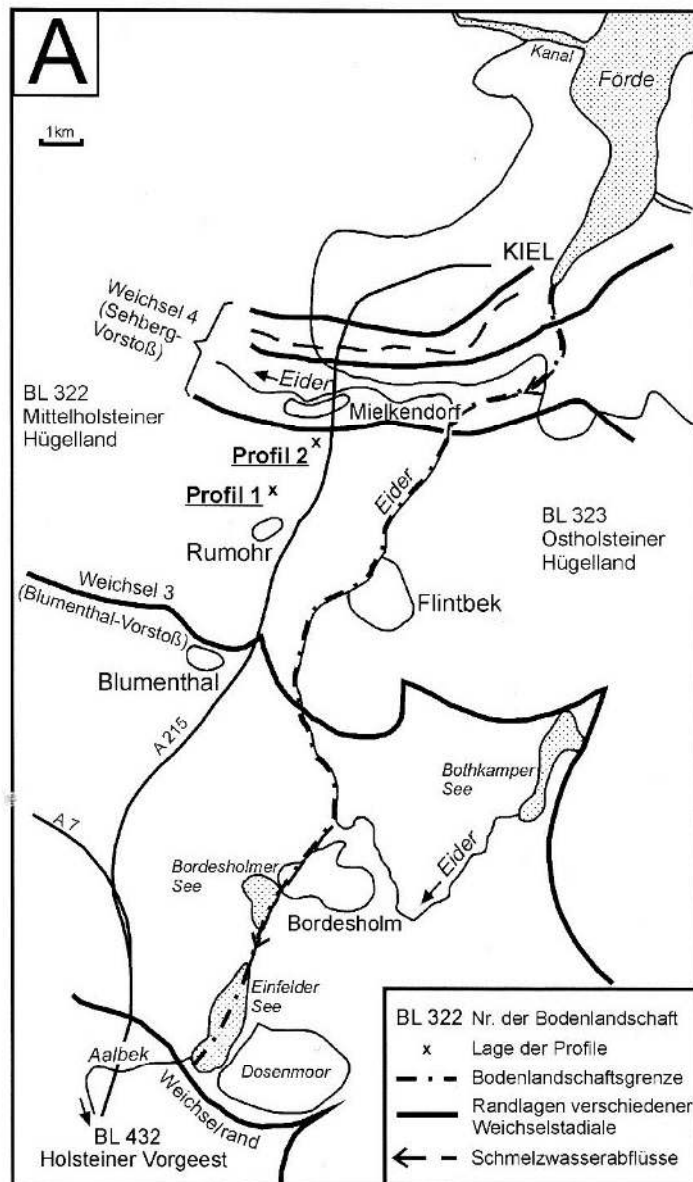 A
1km
Kanal
Förde
KIEL
Weichsel 4
(Sehberg-
Vorstoß)
Eider
Mielkendorf
BL 322
Mittelholsteiner
Hügelland
Profil 2 x
Profil 1 x
Rumohr
Eider
BL 323
Ostholsteiner
Hügelland
Weichsel 3
(Blumenthal-Vorstoß)
Flintbek
Blumenthal
A 215
Bothkamper
See
A 7
Eider
Bordesholmer
See
Bordesholm
Einfelder
See
Aalbek
Dosenmoor
Weichselrand
BL 432
Holsteiner Vorgeest
BL 322 Nr. der Bodenlandschaft
x Lage der Profile
Bodenlandschaftsgrenze
Randlagen verschiedener
Weichselstadiale
Schmelzwasserabflüsse